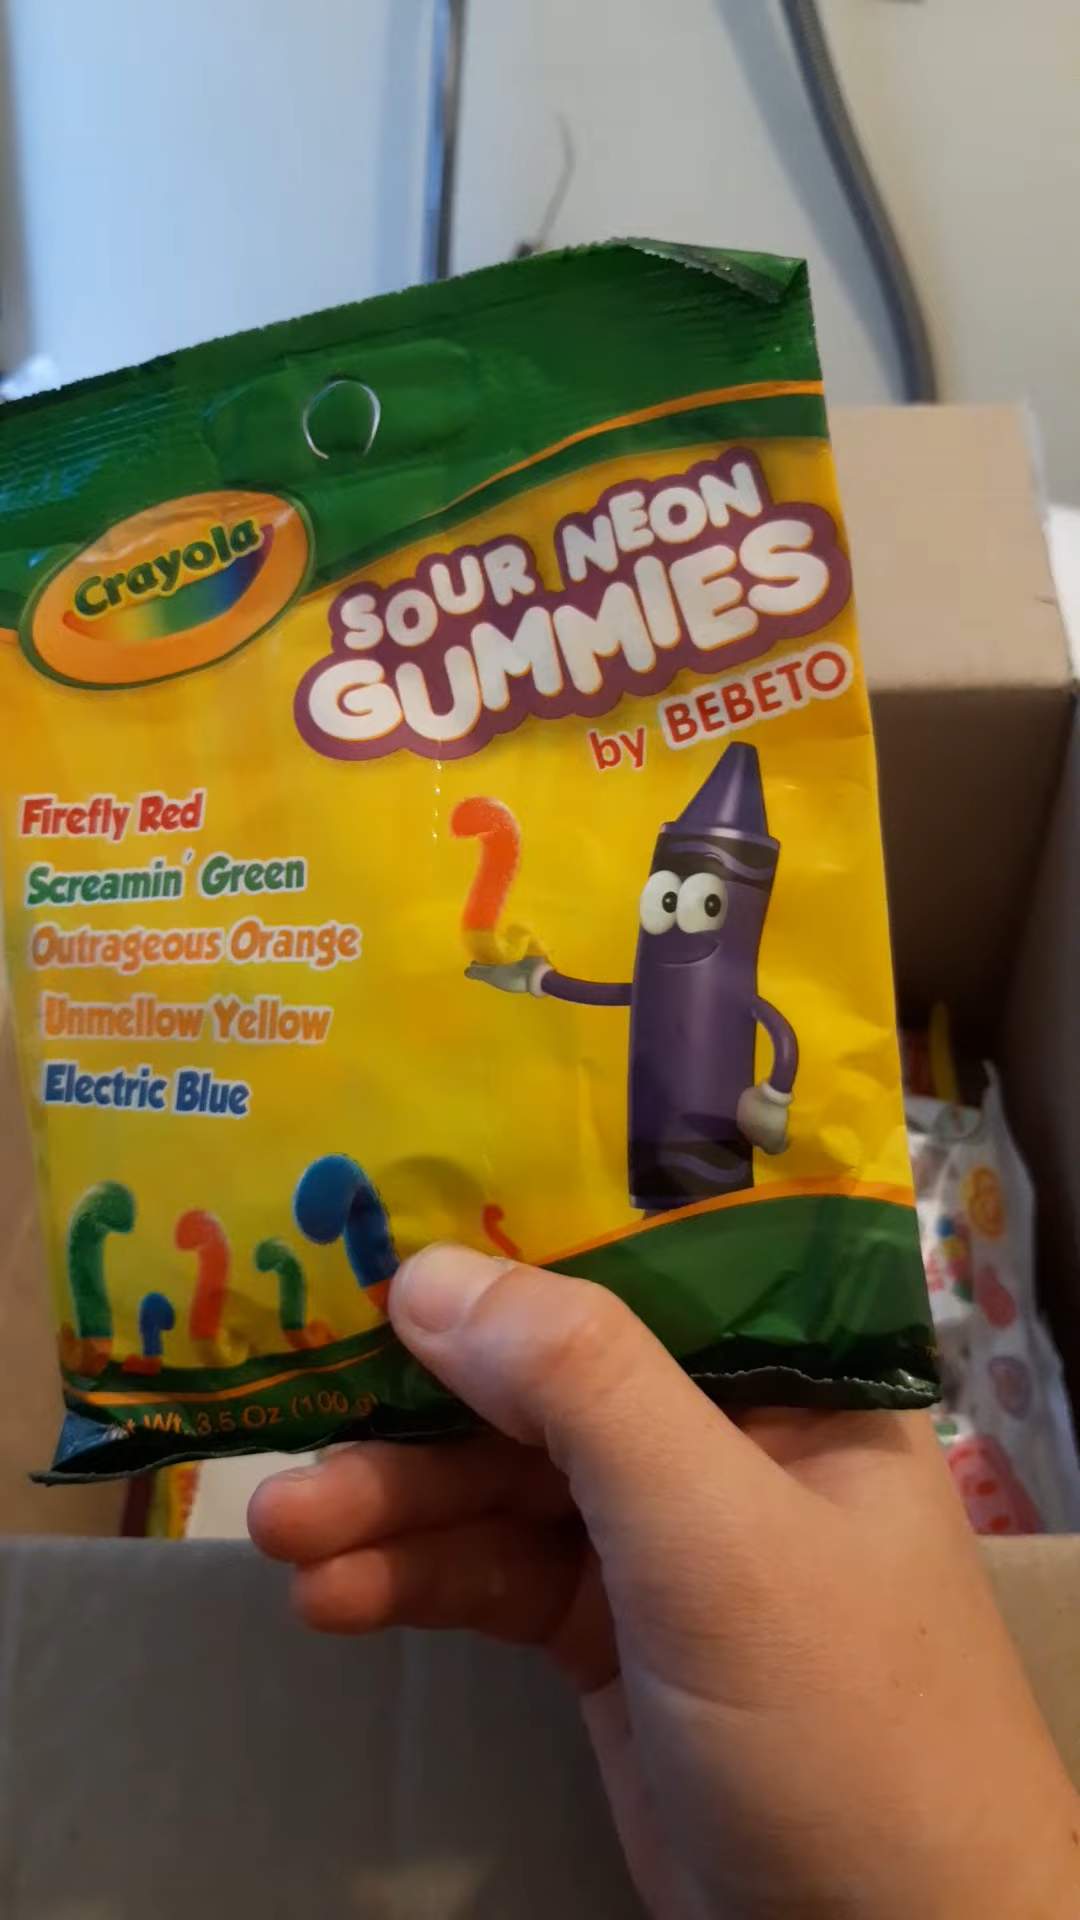 Crayola
SOUR NEON
GUMMIES
by BEBETO
Firefly Red
Screamin' Green
Outrageous Orange
Unmellow Yellow
Electric Blue
Wt. 3.5 Oz (100 g)